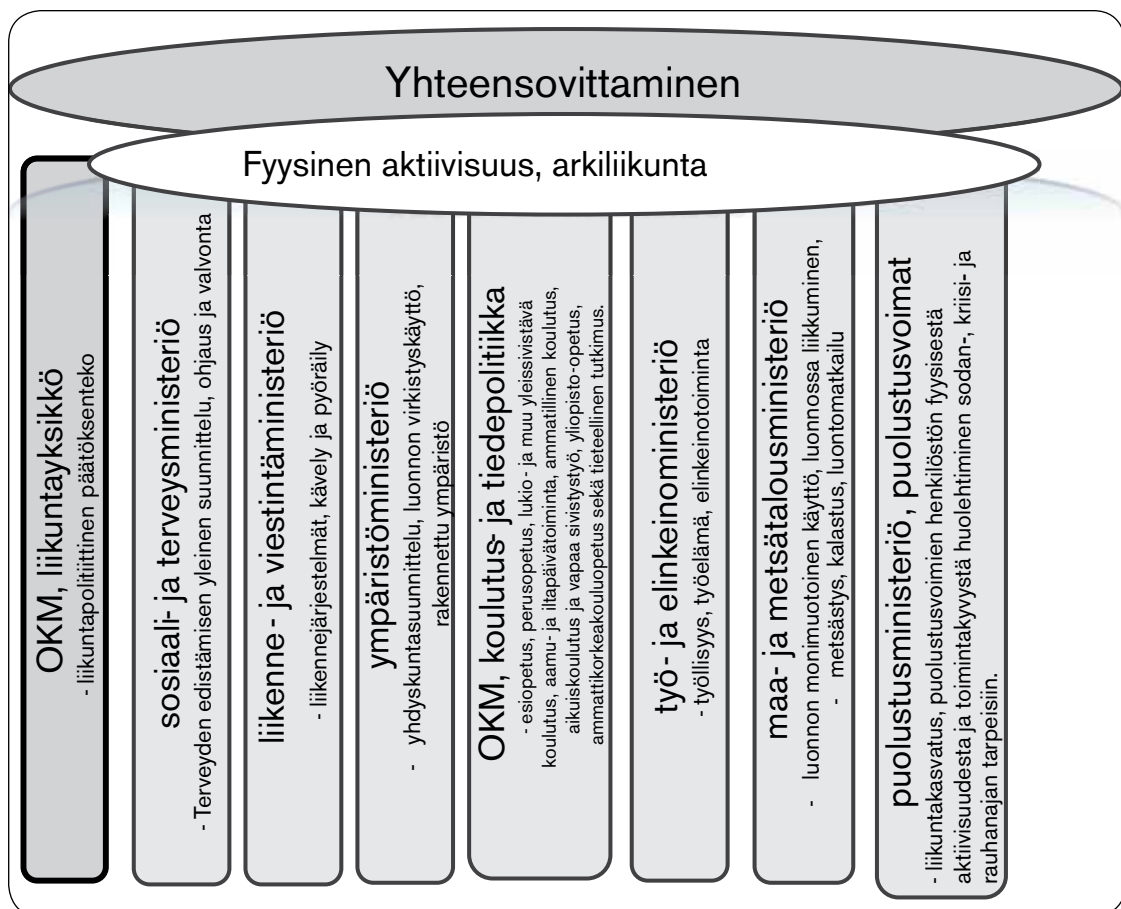 Yhteensovittaminen
Fyysinen aktiivisuus, arkiliikunta
OKM, liikuntayksikkö
- liikuntapolitiittinen päätöksenteko
sosiaali- ja terveysministeriö
- Terveyden edistämisen yleinen suunnittelu, ohjaus ja valvonta
liikenne - ja viestintäministeriö
- liikennejärjestelmät, kävely ja pyöräily
ympäristöministeriö
- yhdyskuntasuunnittelu, luonnon virkistyskäyttö,
rakennettu ympäristö
OKM, koulutus- ja tiedepolitiikka
- esiopetus, perusopetus, lukio- ja muu yleissivistävä
koulutus, aamu- ja iltapäivätoiminta, ammatillinen koulutus,
aikuiskoulutus ja vapaa sivistystyö, yliopisto-opetus,
ammattikorkeakouluopetus sekä tieteellinen tutkimus.
työ- ja elinkeinoministeriö
- työllisyys, työelämä, elinkeinotoiminta
maa- ja metsätalousministeriö
- luonnon monimuotoinen käyttö, luonnossa liikkuminen,
- metsästys, kalastus, luontomatkailu
puolustusministeriö, puolustusvoimat
- liikuntakasvatus, puolustusvoimien henkilöstön fyysisestä
aktiivisuudesta ja toimintakyvystä huolehtiminen sodan-, kriisi- ja
rauhanajan tarpeisiin.